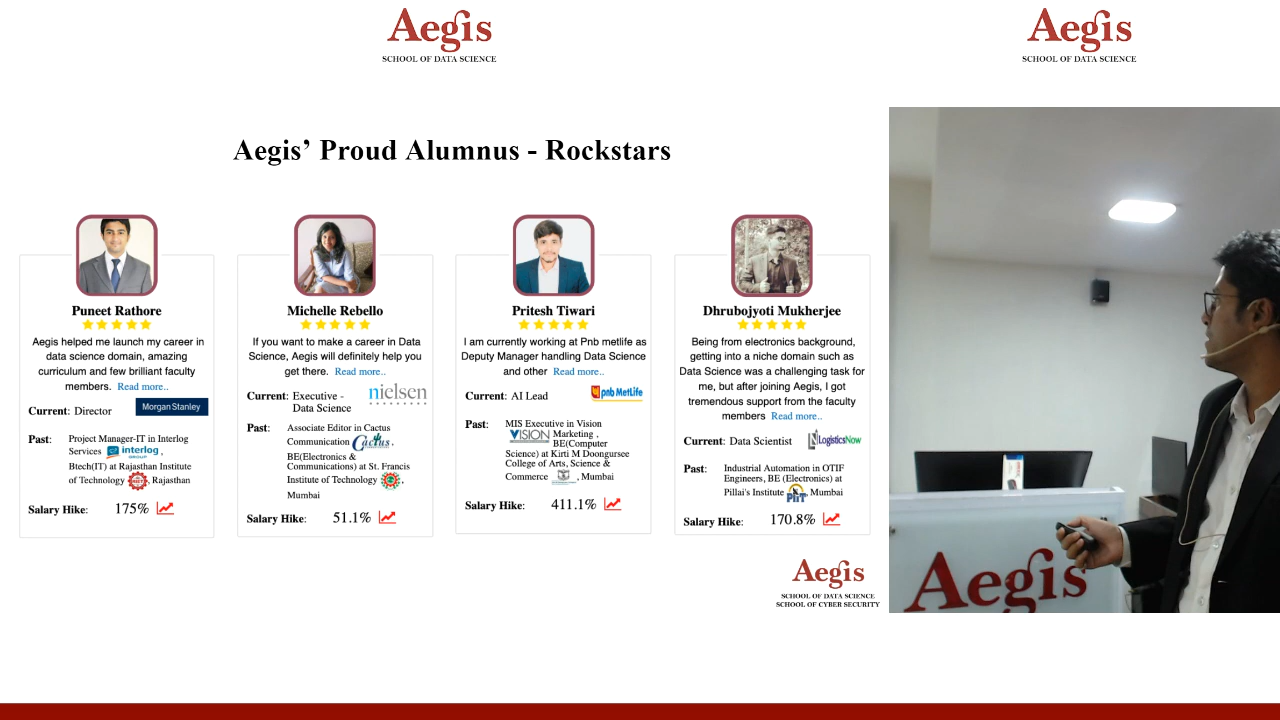 Aegis
SCHOOL OF DATA SCIENCE
Aegis
SCHOOL OF DATA SCIENCE
Aegis’ Proud Alumnus - Rockstars
Puneet Rathore
Aegis helped me launch my career in
data science domain, amazing
curriculum and few brilliant faculty
members. Read more..
Current: Director
Morgan Stanley
Past: Project Manager-IT in Interlog
Services interlog GROUP ,
Btech(IT) at Rajasthan Institute
of Technology , Rajasthan
Salary Hike: 175%
Michelle Rebello
If you want to make a career in Data
Science, Aegis will definitely help you
get there. Read more..
Current: Executive -
Data Science
nielsen
Past: Associate Editor in Cactus
Communication Cactus ,
BE(Electronics &
Communications) at St. Francis
Institute of Technology ,
Mumbai
Salary Hike: 51.1%
Pritesh Tiwari
I am currently working at Pnb metlife as
Deputy Manager handling Data Science
and other Read more..
Current: AI Lead
pnb MetLife
Past: MIS Executive in Vision
VISION Marketing ,
BE(Computer
Science) at Kirti M Doongursee
College of Arts, Science &
Commerce , Mumbai
Salary Hike: 411.1%
Dhrubojyoti Mukherjee
Being from electronics background,
getting into a niche domain such as
Data Science was a challenging task for
me, but after joining Aegis, I got
tremendous support from the faculty
members Read more..
Current: Data Scientist
LogisticsNow
Past: Industrial Automation in OTIF
Engineers, BE (Electronics) at
Pillai's Institute PIIT , Mumbai
Salary Hike: 170.8%
Aegis
SCHOOL OF DATA SCIENCE
SCHOOL OF CYBER SECURITY
Aegis